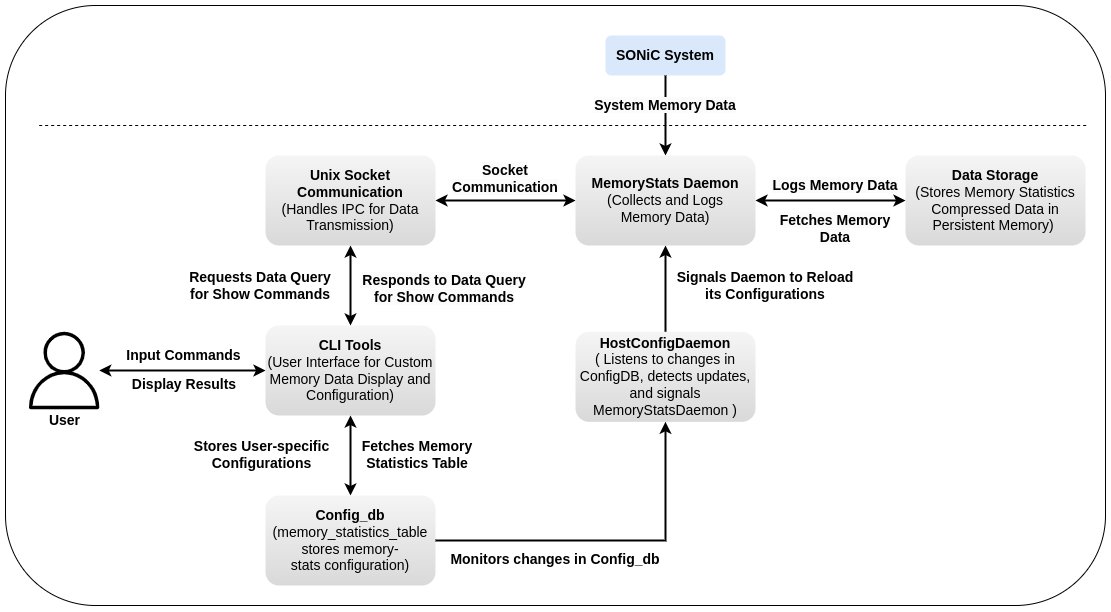 SONiC System
System Memory Data
Unix Socket
Communication
(Handles IPC for Data
Transmission)
Socket
Communication
MemoryStats Daemon
(Collects and Logs
Memory Data)
Logs Memory Data
Fetches Memory
Data
Data Storage
(Stores Memory Statistics
Compressed Data in
Persistent Memory)
Requests Data Query
for Show Commands
Responds to Data Query
for Show Commands
Signals Daemon to Reload
its Configurations
User
Input Commands
Display Results
CLI Tools
(User Interface for Custom
Memory Data Display and
Configuration)
HostConfigDaemon
( Listens to changes in
ConfigDB, detects updates,
and signals
MemoryStatsDaemon )
Stores User-specific
Configurations
Fetches Memory
Statistics Table
Config_db
(memory_statistics_table
stores memory-
stats configuration)
Monitors changes in Config_db